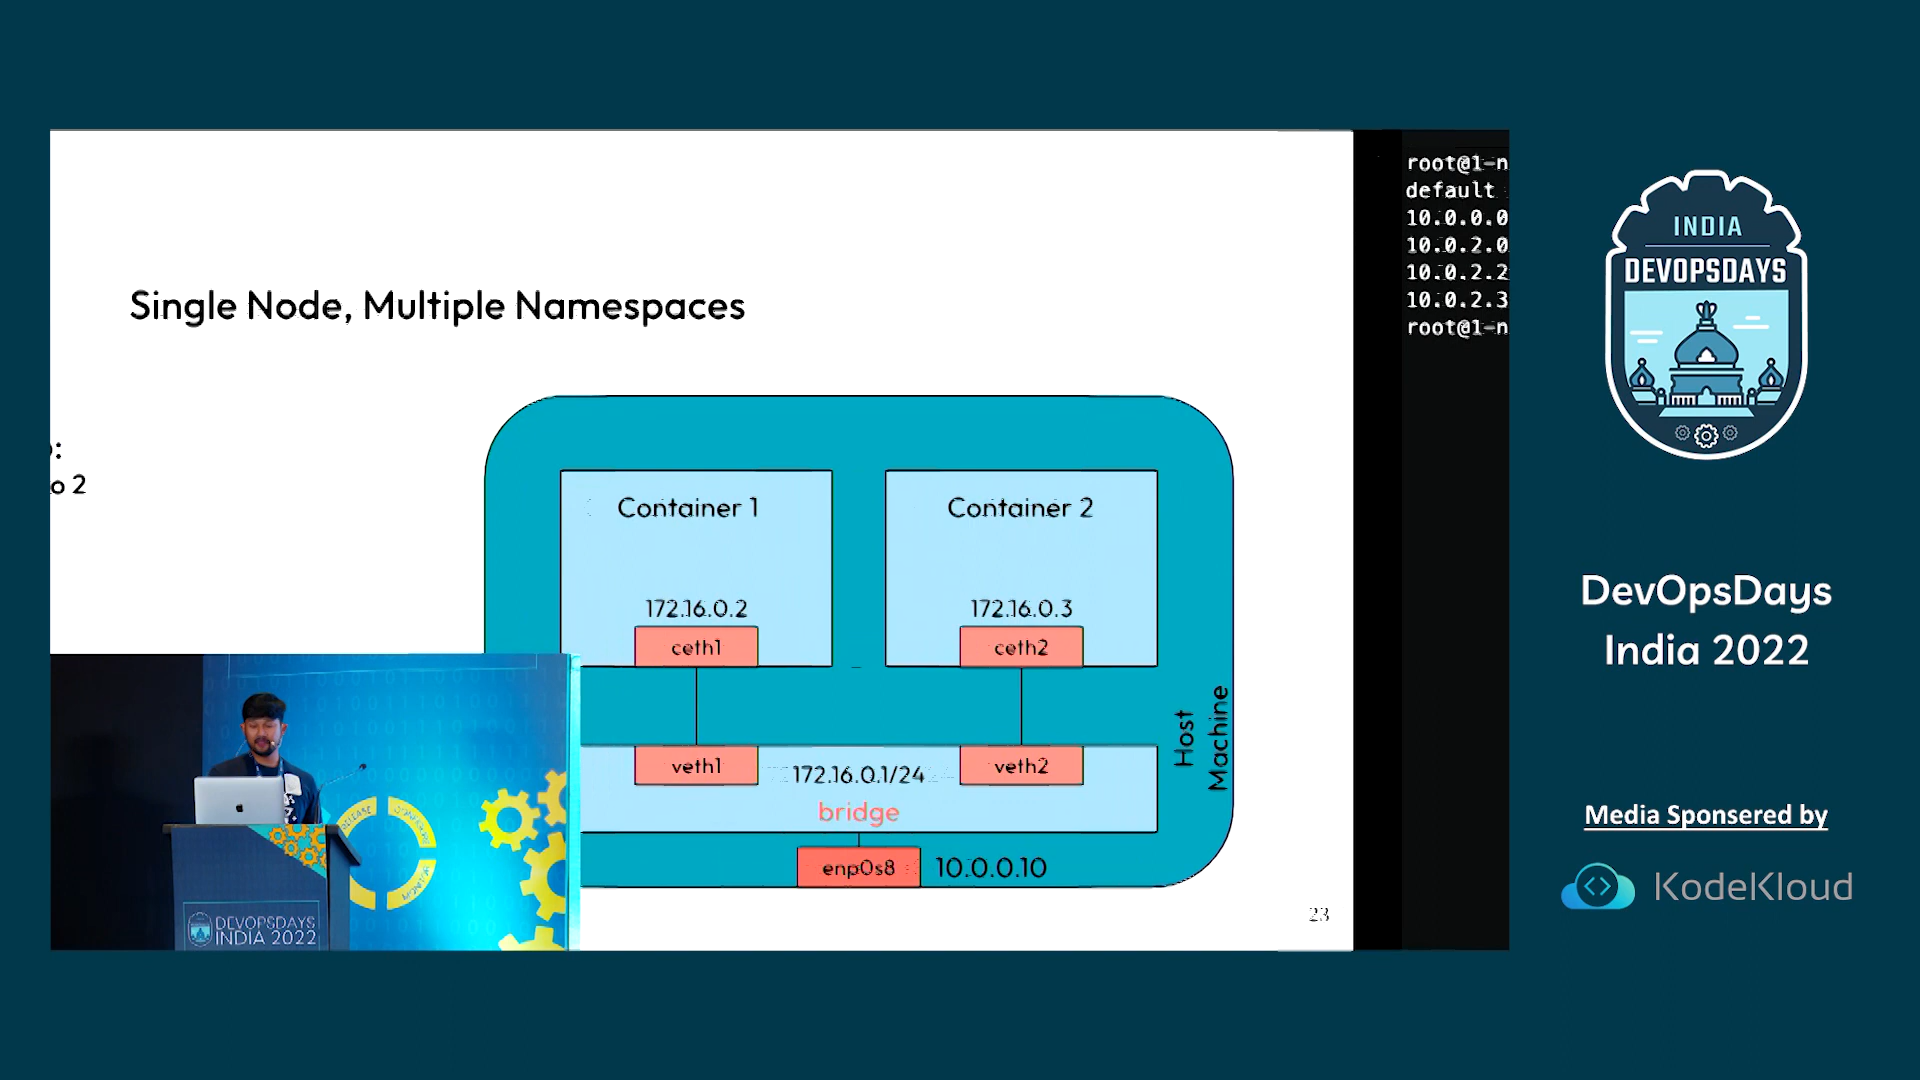 Single Node, Multiple Namespaces
o 2
Container 1
Container 2
172.16.0.2
172.16.0.3
ceth1
ceth2
veth1
172.16.0.1/24
veth2
bridge
enp0s8
10.0.0.10
Host
Machine
23
root@1-n
default
10.0.0.0
10.0.2.0
10.0.2.2
10.0.2.3
root@1-n
INDIA
DEVOPSDAYS
DevOpsDays
India 2022
Media Sponsered by
KodeKloud
RELEASE
DEVOPSDAYS
INDIA 2022